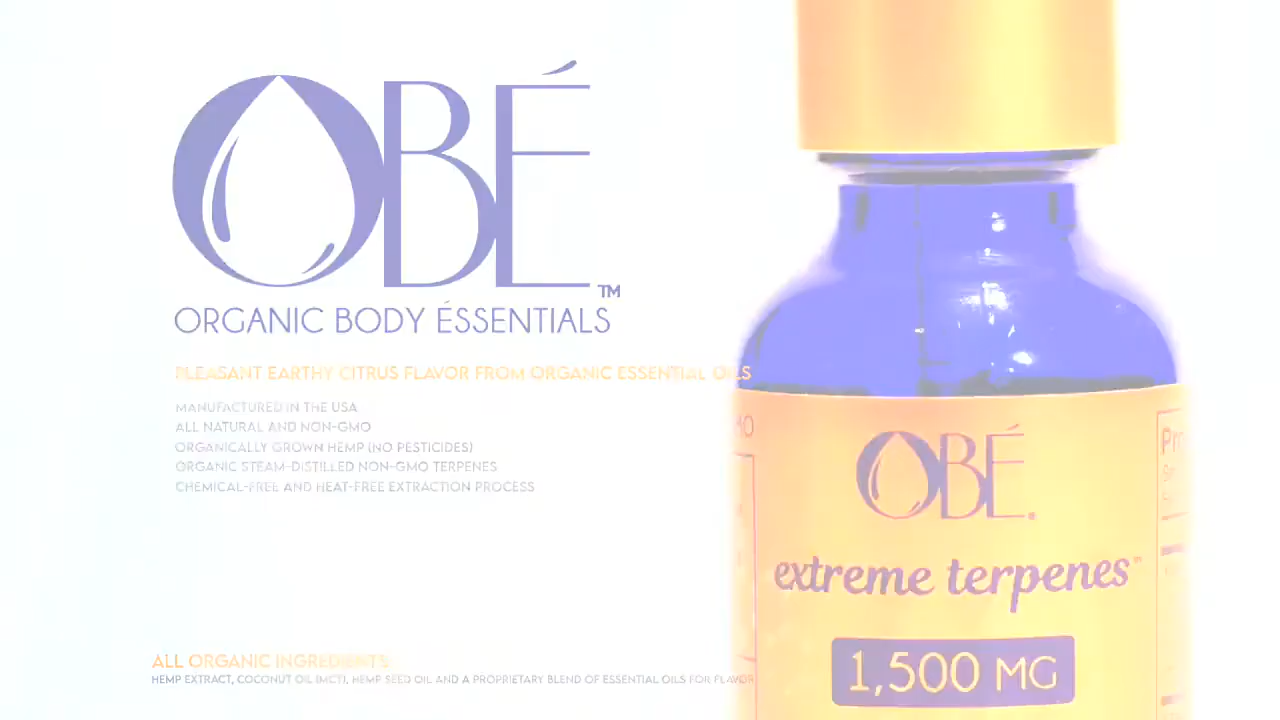 OBÉ™
ORGANIC BODY ÉSSENTIALS
PLEASANT EARTHY CITRUS FLAVOR FROM ORGANIC ESSENTIAL OILS
MANUFACTURED IN THE USA
ALL NATURAL AND NON-GMO
ORGANICALLY GROWN HEMP (NO PESTICIDES)
ORGANIC STEAM-DISTILLED NON-GMO TERPENES
CHEMICAL-FREE AND HEAT-FREE EXTRACTION PROCESS
ALL ORGANIC INGREDIENTS:
HEMP EXTRACT, COCONUT OIL (MCT), HEMP SEED OIL AND A PROPRIETARY BLEND OF ESSENTIAL OILS FOR FLAVOR
OBÉ®
extreme terpenes™
1,500 MG